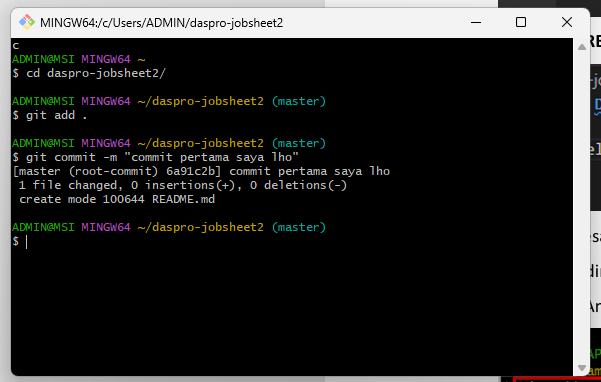 MINGW64:/c/Users/ADMIN/daspro-jobsheet2
c
ADMIN@MSI MINGW64 ~
$ cd daspro-jobsheet2/
ADMIN@MSI MINGW64 ~/daspro-jobsheet2 (master)
$ git add .
ADMIN@MSI MINGW64 ~/daspro-jobsheet2 (master)
$ git commit -m "commit pertama saya lho"
[master (root-commit) 6a91c2b] commit pertama saya lho
 1 file changed, 0 insertions(+), 0 deletions(-)
 create mode 100644 README.md
ADMIN@MSI MINGW64 ~/daspro-jobsheet2 (master)
$